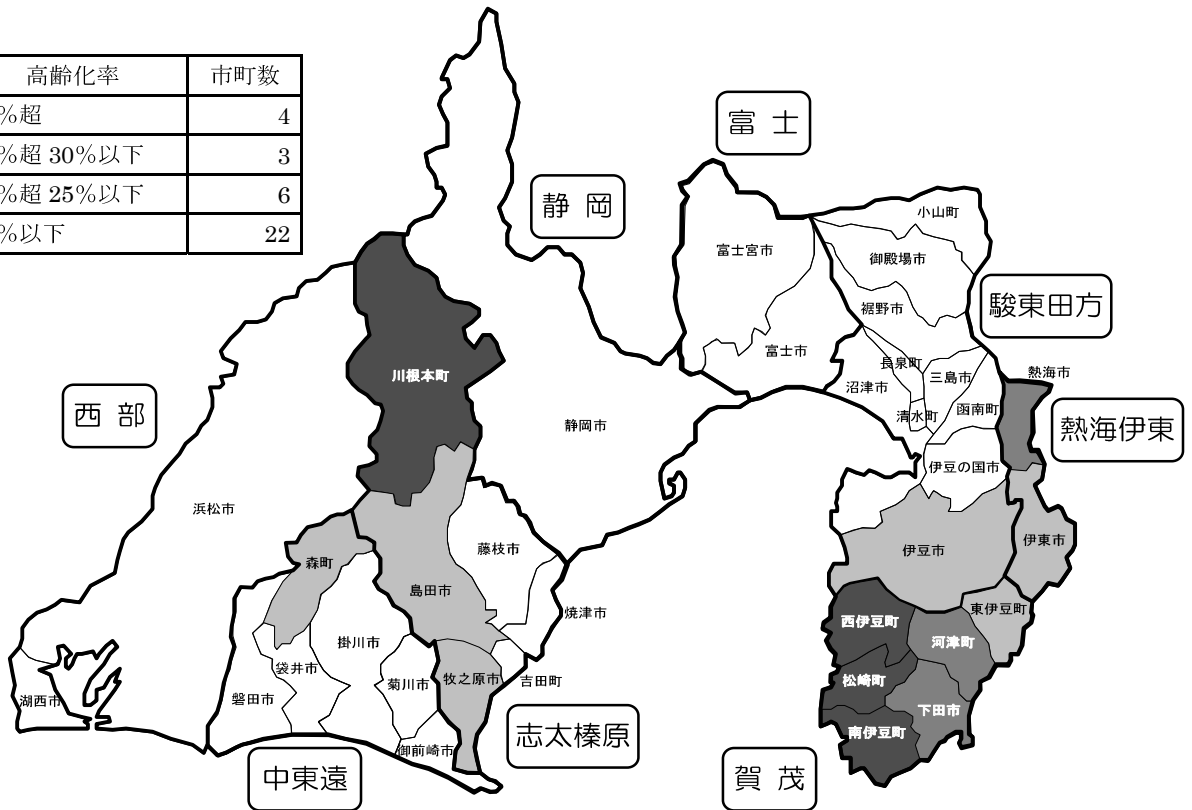 高齢化率 市町数
%超 4
%超 30%以下 3
%超 25%以下 6
%以下 22
富 士
静 岡
小山町
富士宮市
御殿場市
駿東田方
裾野市
富士市
長泉町
三島市
熱海市
川根本町
沼津市
清水町
函南町
西 部
静岡市
熱海伊東
伊豆の国市
浜松市
藤枝市
伊豆市
伊東市
森町
島田市
東伊豆町
焼津市
西伊豆町
掛川市
河津町
袋井市
牧之原市
吉田町
松崎町
菊川市
磐田市
湖西市
下田市
志太榛原
南伊豆町
御前崎市
中東遠
賀 茂